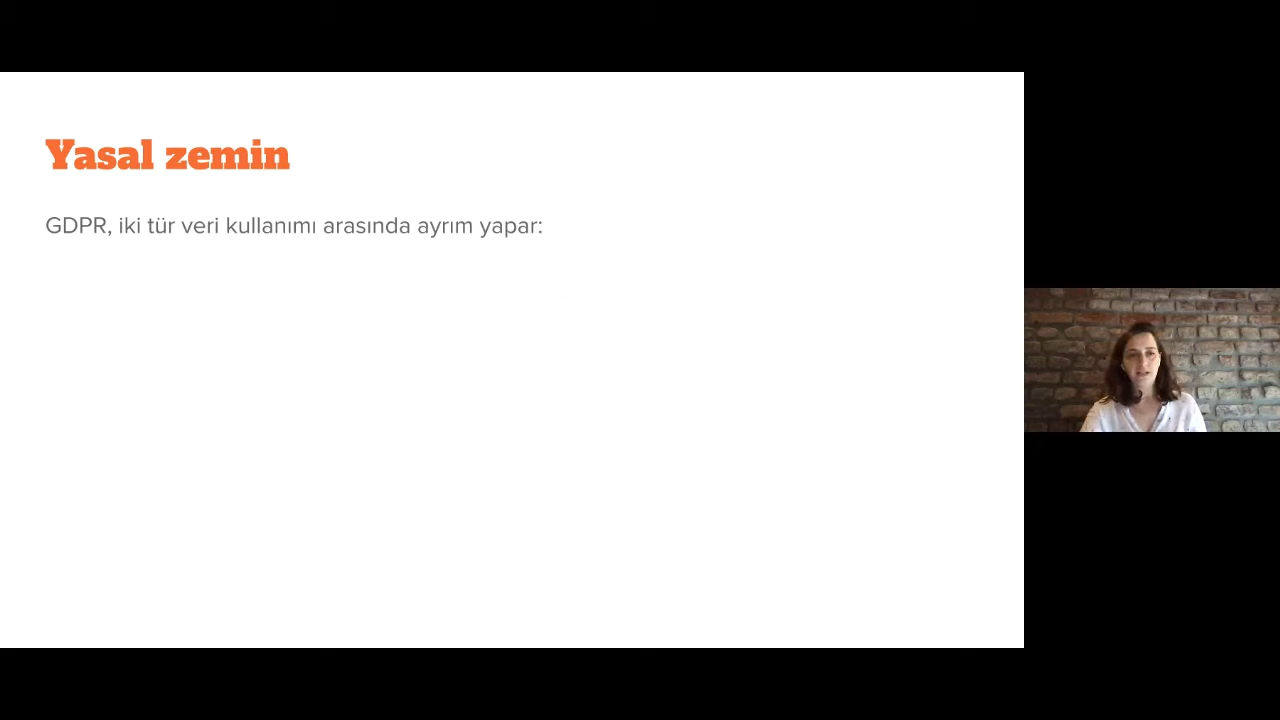 Yasal zemin
GDPR, iki tür veri kullanımı arasında ayrım yapar: